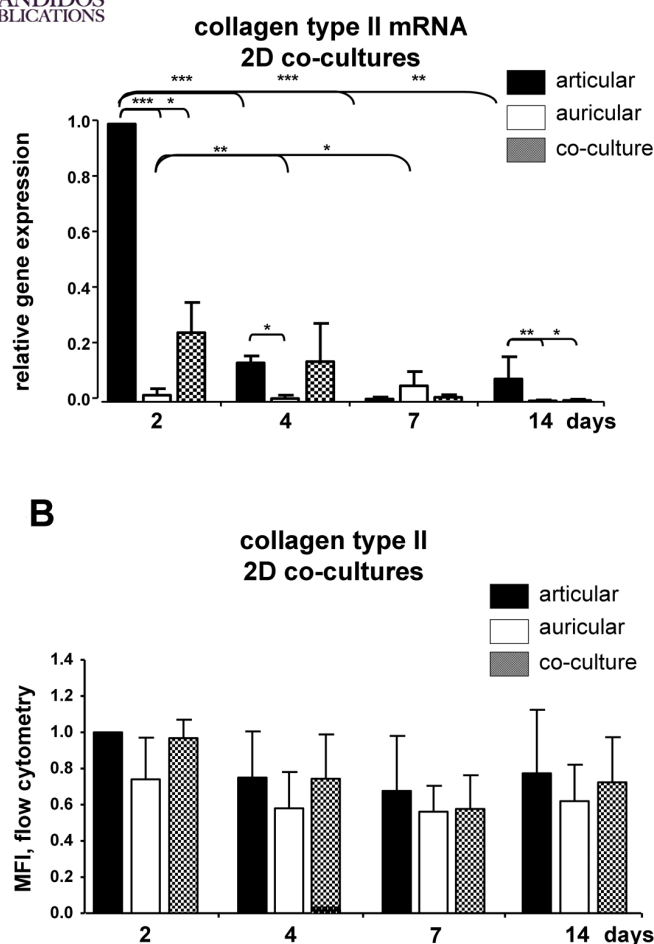 ANDIDOS
BLICATIONS
collagen type II mRNA
2D co-cultures
articular
auricular
co-culture
*** *** **
*** *
** *
* ** *
relative gene expression
1.0
0.8
0.6
0.4
0.2
0.0
2 4 7 14 days
B
collagen type II
2D co-cultures
articular
auricular
co-culture
MFI, flow cytometry
1.4
1.2
1.0
0.8
0.6
0.4
0.2
0.0
2 4 7 14 days